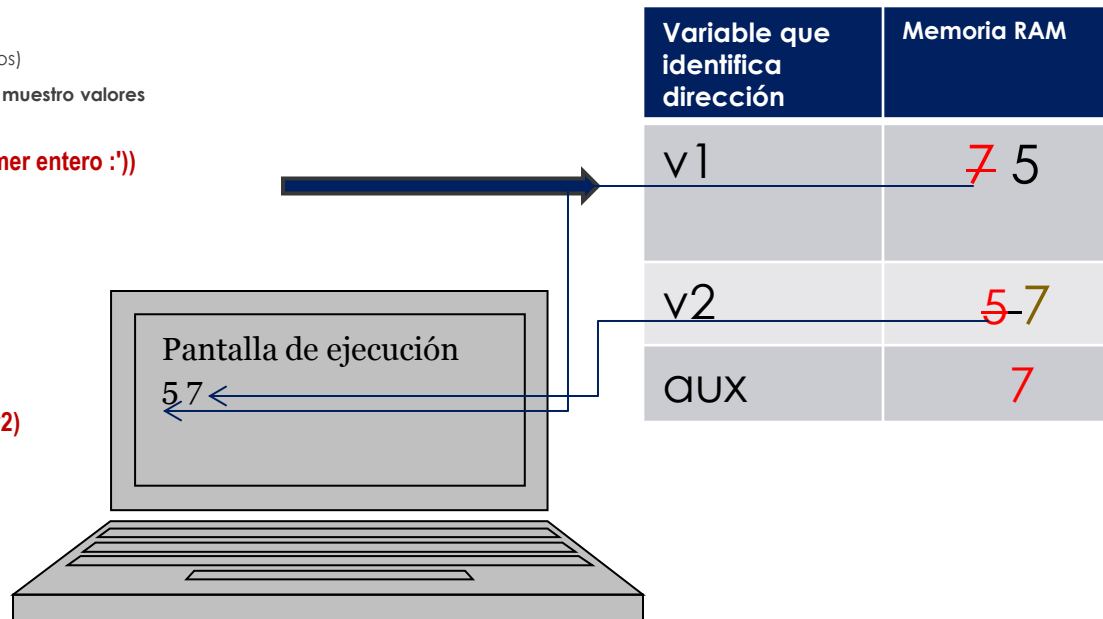 os)
muestro valores
mer entero :'))
2)
Variable que identifica dirección
Memoria RAM
v1
7 5
v2
5 7
aux
7
Pantalla de ejecución
5 7